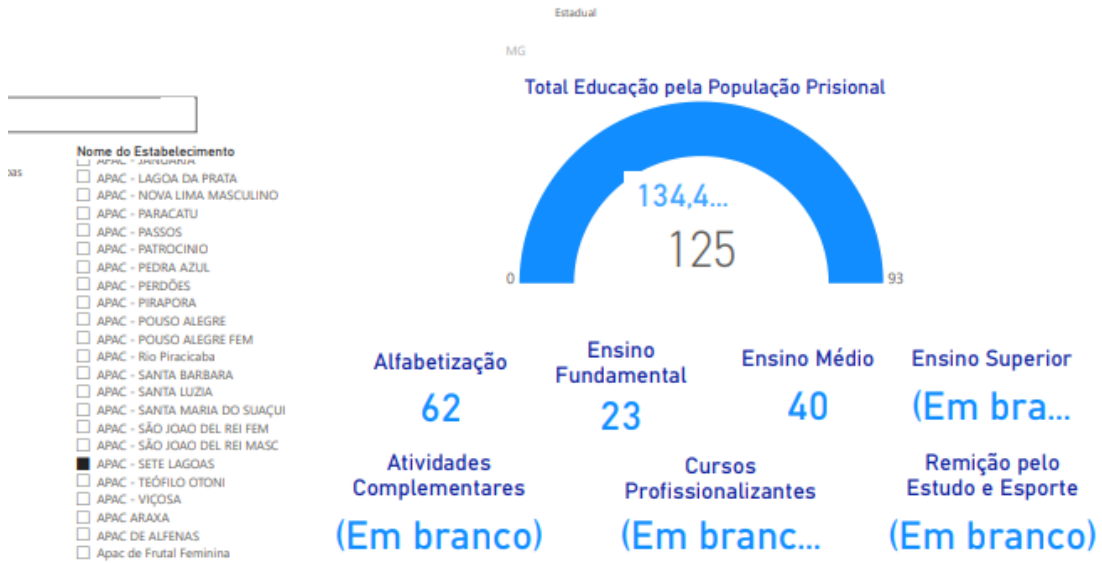 Estadual
MG
Total Educação pela População Prisional
134,4...
125
0
93
Nome do Estabelecimento
APAC - JANUARIA
APAC - LAGOA DA PRATA
APAC - NOVA LIMA MASCULINO
APAC - PARACATU
APAC - PASSOS
APAC - PATROCINIO
APAC - PEDRA AZUL
APAC - PERDÕES
APAC - PIRAPORA
APAC - POUSO ALEGRE
APAC - POUSO ALEGRE FEM
APAC - Rio Piracicaba
APAC - SANTA BARBARA
APAC - SANTA LUZIA
APAC - SANTA MARIA DO SUAÇUI
APAC - SÃO JOAO DEL REI FEM
APAC - SÃO JOAO DEL REI MASC
APAC - SETE LAGOAS
APAC - TEÓFILO OTONI
APAC - VIÇOSA
APAC ARAXA
APAC DE ALFENAS
Apac de Frutal Feminina
Alfabetização
62
Ensino
Fundamental
23
Ensino Médio
40
Ensino Superior
(Em bra...
Atividades
Complementares
(Em branco)
Cursos
Profissionalizantes
(Em branc...
Remição pelo
Estudo e Esporte
(Em branco)